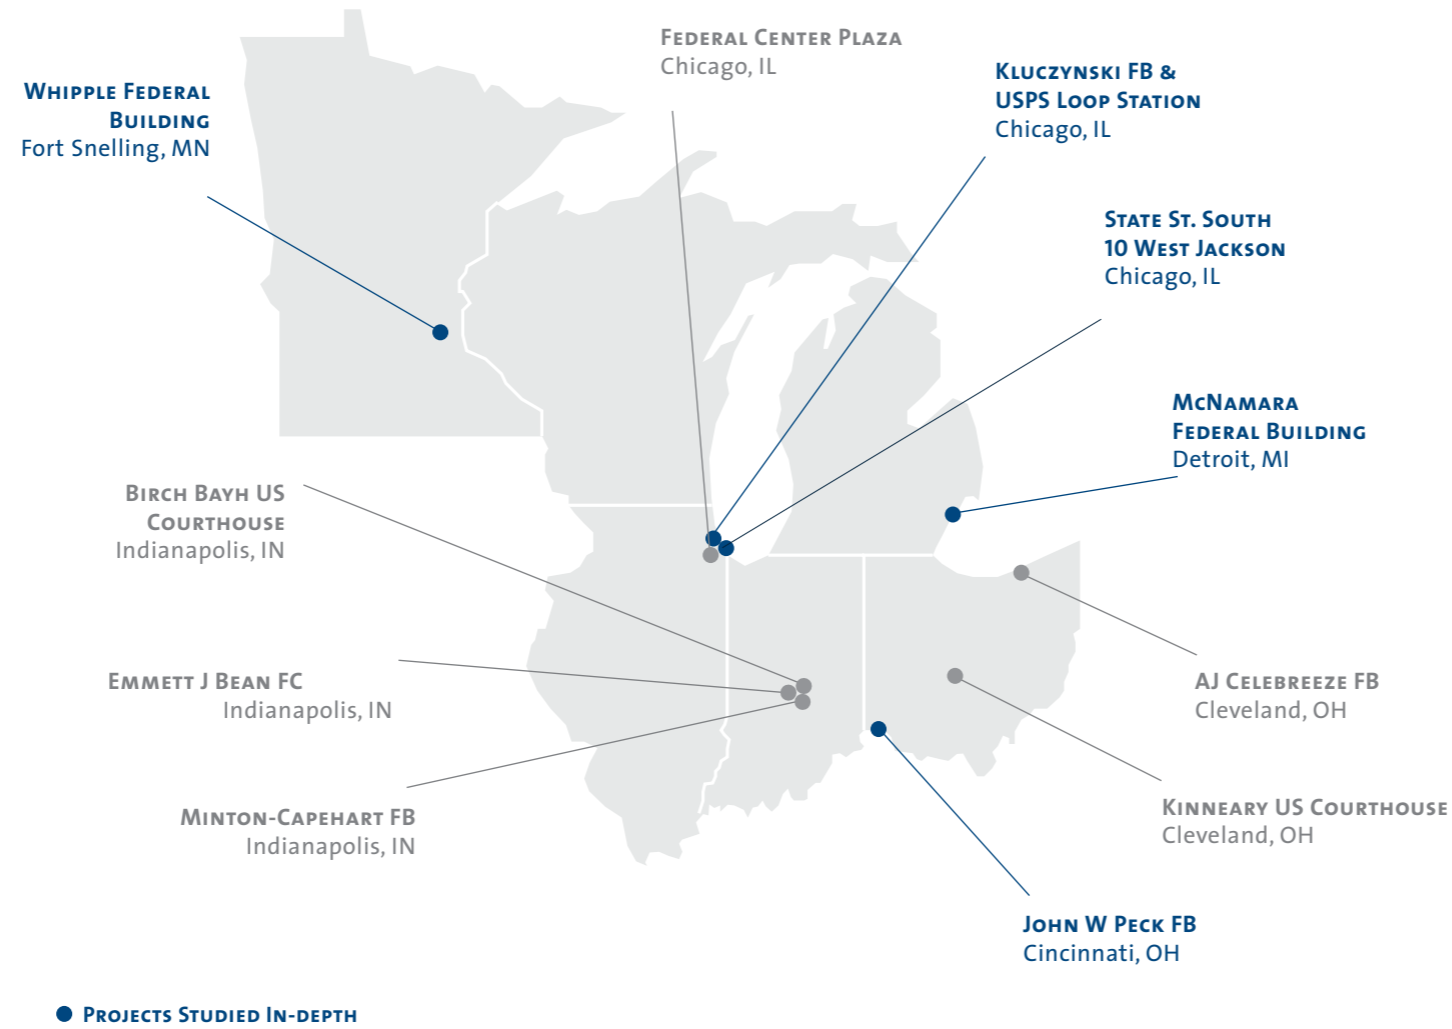 Federal Center Plaza
Chicago, IL
Kluczynski FB &
USPS Loop Station
Chicago, IL
Whipple Federal
Building
Fort Snelling, MN
State St. South
10 West Jackson
Chicago, IL
McNamara
Federal Building
Detroit, MI
Birch Bayh US
Courthouse
Indianapolis, IN
Emmett J Bean FC
Indianapolis, IN
AJ Celebreeze FB
Cleveland, OH
Minton-Capehart FB
Indianapolis, IN
Kinneary US Courthouse
Cleveland, OH
John W Peck FB
Cincinnati, OH
Projects Studied In-depth